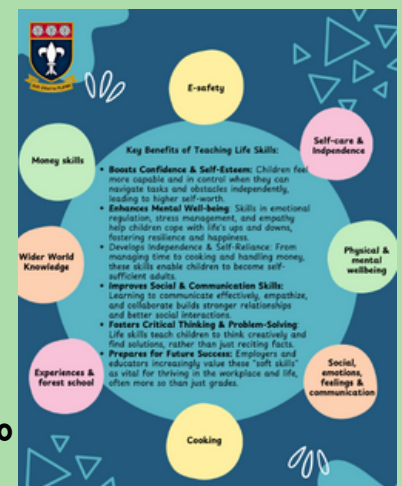 E-safety
Self-care &
Indpendence
Money skills
Key Benefits of Teaching Life Skills:
• Boosts Confidence & Self-Esteem: Children feel
more capable and in control when they can
navigate tasks and obstacles independently,
leading to higher self-worth.
• Enhances Mental Well-being: Skills in emotional
regulation, stress management, and empathy
help children cope with life's ups and downs,
fostering resilience and happiness.
• Develops Independence & Self-Reliance: From
managing time to cooking and handling money,
these skills enable children to become self-
sufficient adults.
• Improves Social & Communication Skills:
Learning to communicate effectively, empathize,
and collaborate builds stronger relationships
and better social interactions.
• Fosters Critical Thinking & Problem-Solving:
Life skills teach children to think creatively and
find solutions, rather than just reciting facts.
• Prepares for Future Success: Employers and
educators increasingly value these "soft skills"
as vital for thriving in the workplace and life,
often more so than just grades.
Wider World
Knowledge
Physical &
mental
wellbeing
Experiences &
forest school
Social,
emotions,
feelings &
communication
Cooking
o